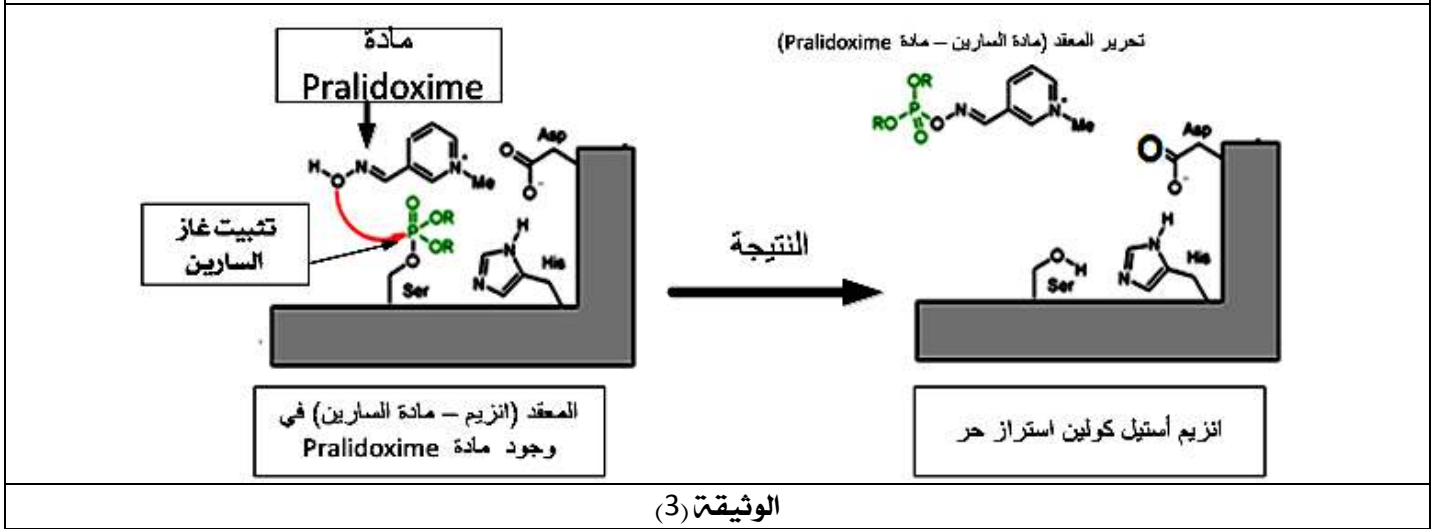 مادة
Pralidoxime
تحرير المعقد (مادة السارين – مادة Pralidoxime)
OR
RO
P
O
O
N
N+
Me
H
O
N
N+
Me
Asp
O
O-
Asp
O
O-
تثبيت غاز
السارين
O
P
OR
OR
O
Ser
H
N
N
His
النتيجة
O
H
Ser
H
N
N
His
المعقد (انزيم – مادة السارين) في
وجود مادة Pralidoxime
انزيم أستيل كولين استراز حر
الوثيقة (3)